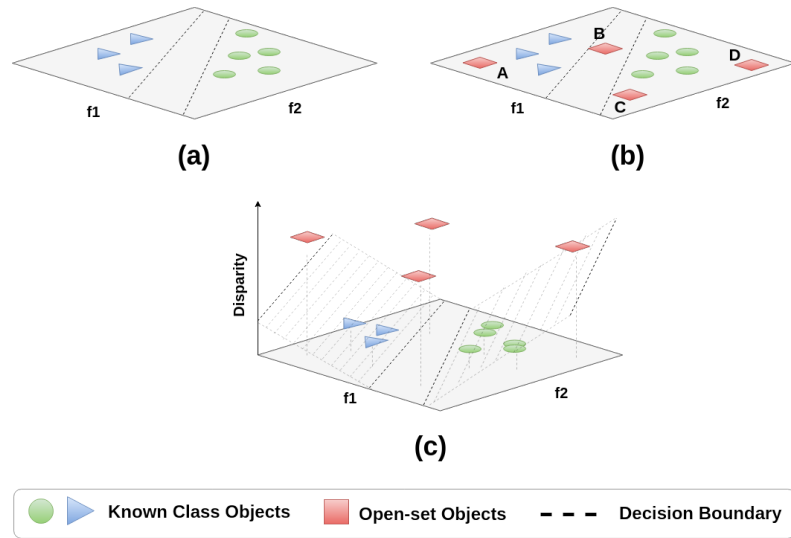 B
D
A
C
f1
f2
f1
f2
(a)
(b)
Disparity
f1
f2
(c)
Known Class Objects
Open-set Objects
Decision Boundary